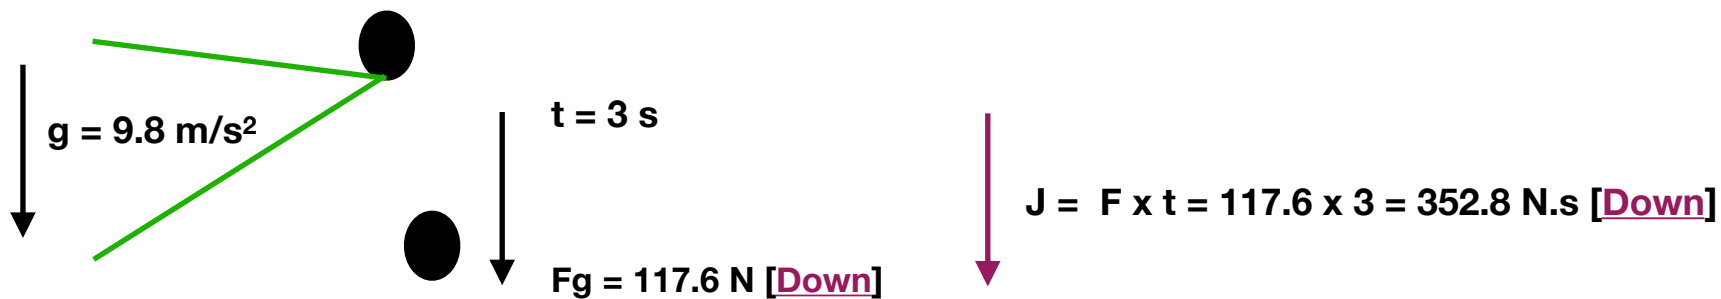 g = 9.8 m/s²
t = 3 s
Fg = 117.6 N [Down]
J = F x t = 117.6 x 3 = 352.8 N.s [Down]